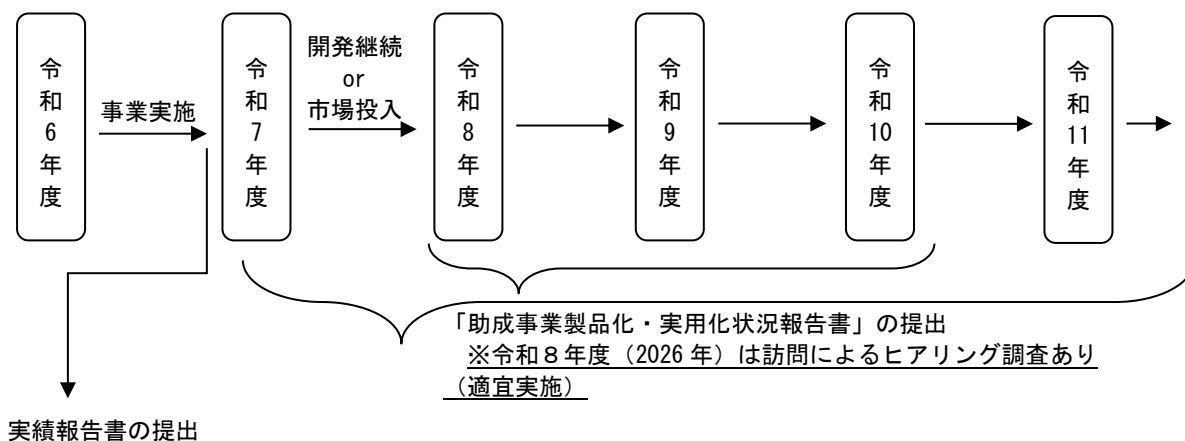 令和6年度
事業実施
令和7年度
開発継続
or
市場投入
令和8年度
令和9年度
令和10年度
令和11年度
「助成事業製品化・実用化状況報告書」の提出
※令和８年度（2026 年）は訪問によるヒアリング調査あり
（適宜実施）
実績報告書の提出